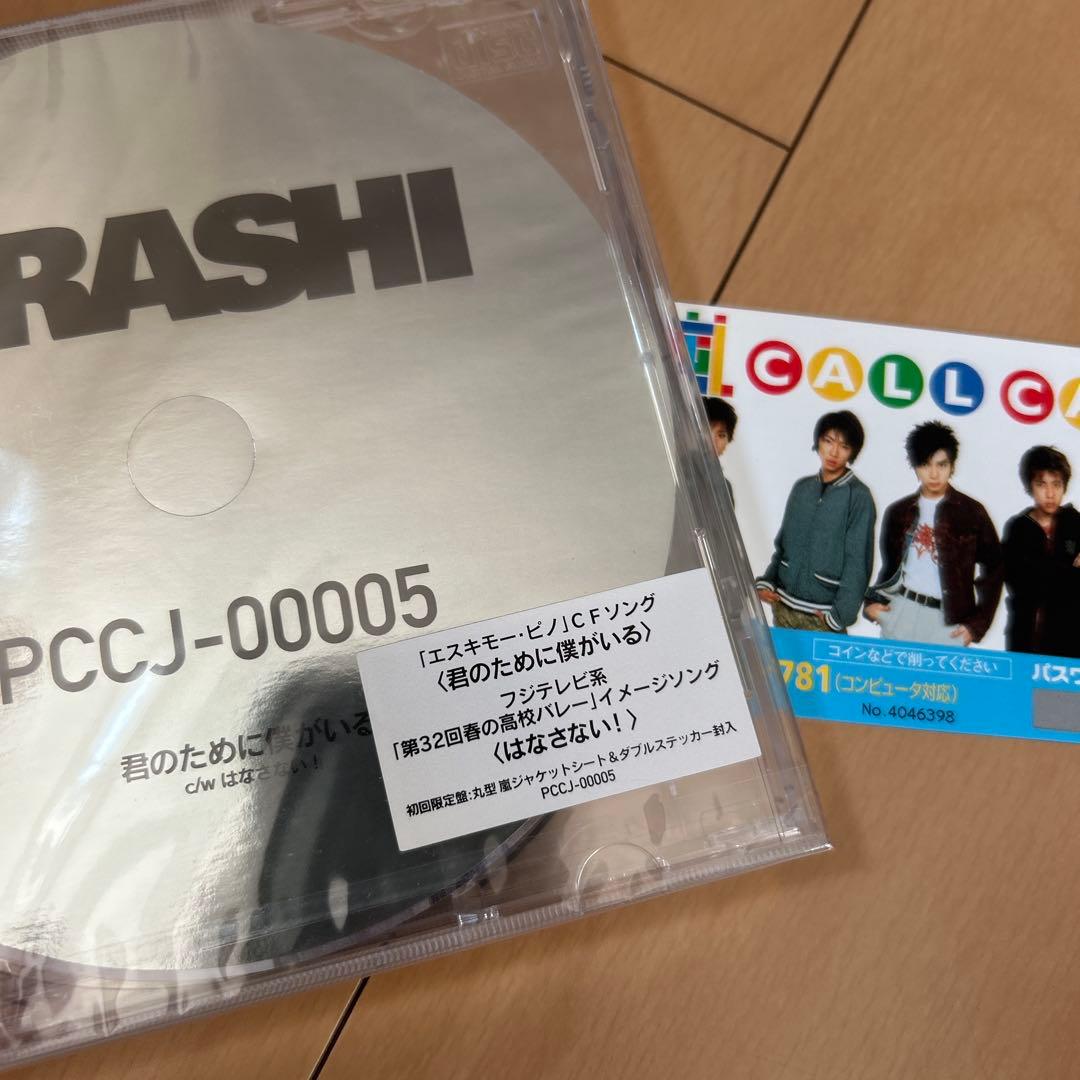 RASHI
PCCJ-00005
君のために僕がいる
c/w はなさない!
「エスキモー・ピノ」CFソング
〈君のために僕がいる〉
フジテレビ系
「第32回春の高校バレー」イメージソング
〈はなさない!〉
初回限定盤:丸型 嵐ジャケットシート&ダブルステッカー封入
PCCJ-00005
CALL CA
コインなどで削ってください
パスワ
781(コンピュータ対応)
No.4046398